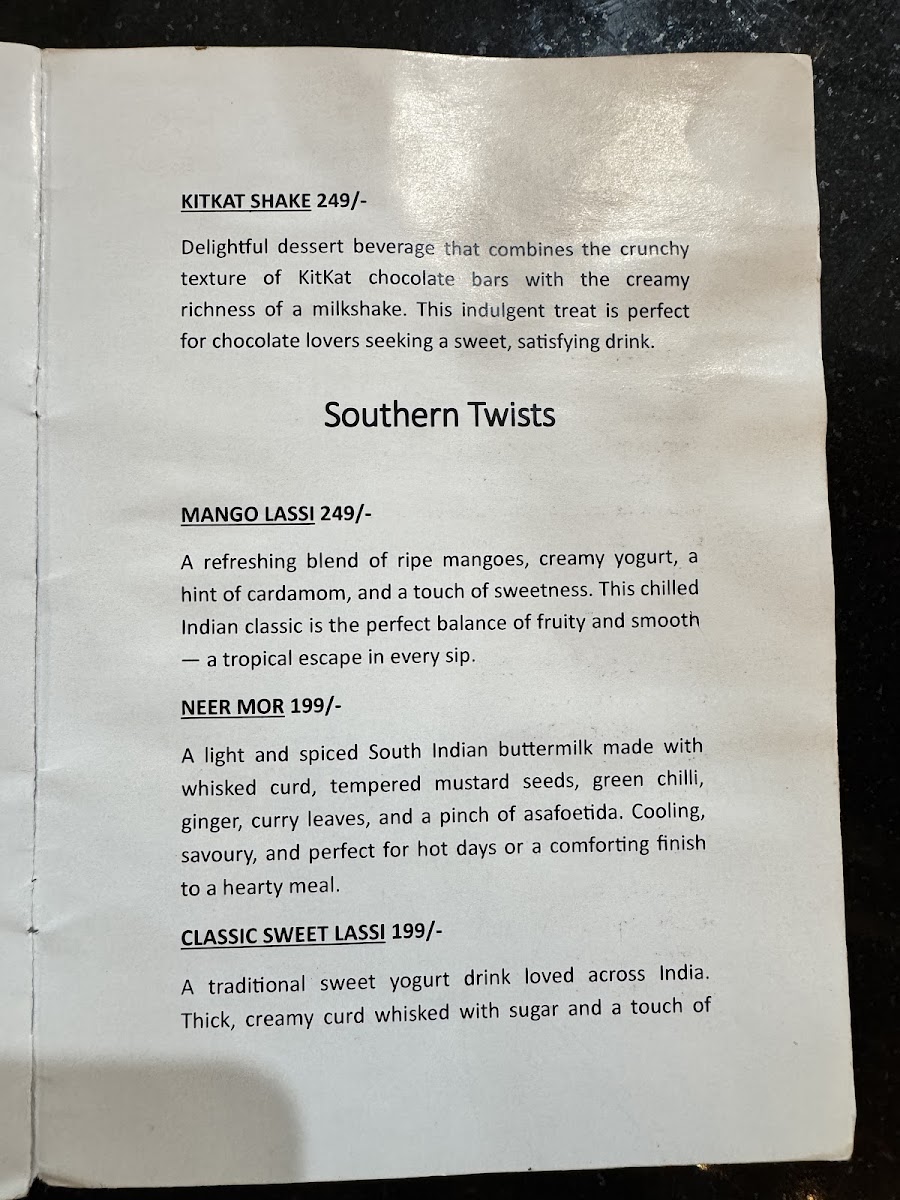 KITKAT SHAKE 249/-
Delightful dessert beverage that combines the crunchy
texture of KitKat chocolate bars with the creamy
richness of a milkshake. This indulgent treat is perfect
for chocolate lovers seeking a sweet, satisfying drink.
Southern Twists
MANGO LASSI 249/-
A refreshing blend of ripe mangoes, creamy yogurt, a
hint of cardamom, and a touch of sweetness. This chilled
Indian classic is the perfect balance of fruity and smooth
— a tropical escape in every sip.
NEER MOR 199/-
A light and spiced South Indian buttermilk made with
whisked curd, tempered mustard seeds, green chilli,
ginger, curry leaves, and a pinch of asafoetida. Cooling,
savoury, and perfect for hot days or a comforting finish
to a hearty meal.
CLASSIC SWEET LASSI 199/-
A traditional sweet yogurt drink loved across India.
Thick, creamy curd whisked with sugar and a touch of